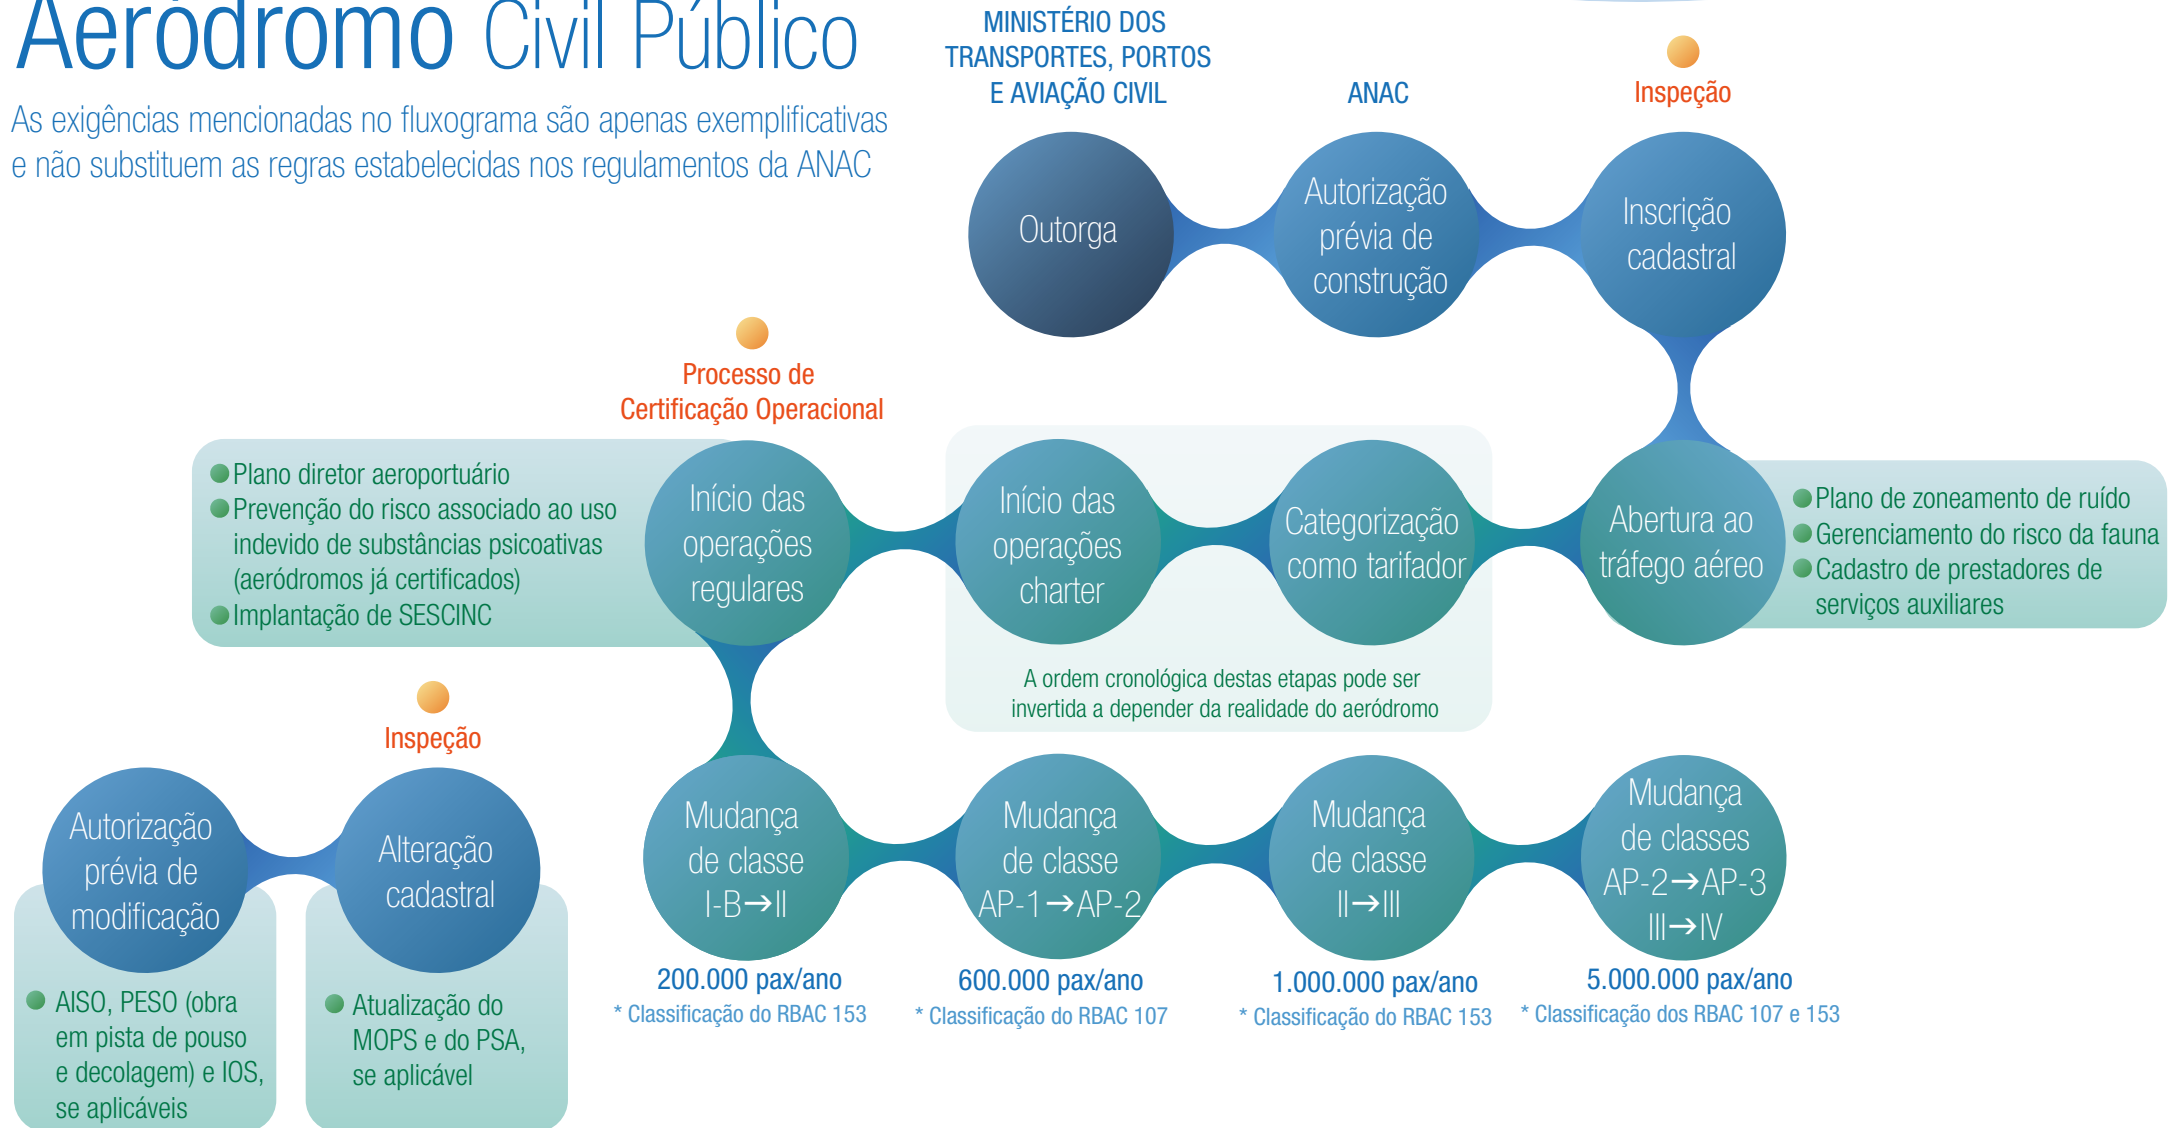 Aeródromo Civil Público
As exigências mencionadas no fluxograma são apenas exemplificativas
e não substituem as regras estabelecidas nos regulamentos da ANAC
MINISTÉRIO DOS
TRANSPORTES, PORTOS
E AVIAÇÃO CIVIL
ANAC
Inspeção
Outorga
Autorização
prévia de
construção
Inscrição
cadastral
Processo de
Certificação Operacional
Plano diretor aeroportuário
Prevenção do risco associado ao uso
indevido de substâncias psicoativas
(aeródromos já certificados)
Implantação de SESCINC
Início das
operações
regulares
Início das
operações
charter
Categorização
como tarifador
Abertura ao
tráfego aéreo
Plano de zoneamento de ruído
Gerenciamento do risco da fauna
Cadastro de prestadores de
serviços auxiliares
A ordem cronológica destas etapas pode ser
invertida a depender da realidade do aeródromo
Inspeção
Autorização
prévia de
modificação
Alteração
cadastral
AISO, PESO (obra
em pista de pouso
e decolagem) e IOS,
se aplicáveis
Atualização do
MOPS e do PSA,
se aplicável
Mudança
de classe
I-B→II
200.000 pax/ano
* Classificação do RBAC 153
Mudança
de classe
AP-1→AP-2
600.000 pax/ano
* Classificação do RBAC 107
Mudança
de classe
II→III
1.000.000 pax/ano
* Classificação do RBAC 153
Mudança
de classes
AP-2→AP-3
III→IV
5.000.000 pax/ano
* Classificação dos RBAC 107 e 153